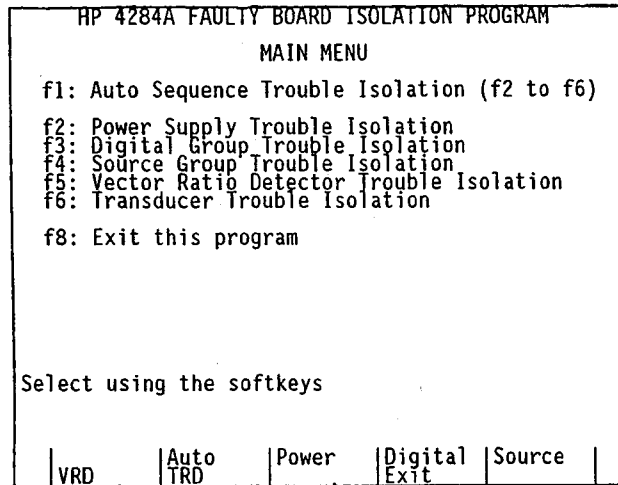 HP 4284A FAULTY BOARD ISOLATION PROGRAM
MAIN MENU
f1: Auto Sequence Trouble Isolation (f2 to f6)
f2: Power Supply Trouble Isolation
f3: Digital Group Trouble Isolation
f4: Source Group Trouble Isolation
f5: Vector Ratio Detector Trouble Isolation
f6: Transducer Trouble Isolation
f8: Exit this program
Select using the softkeys
Auto Power Digital Source
VRD TRD Exit